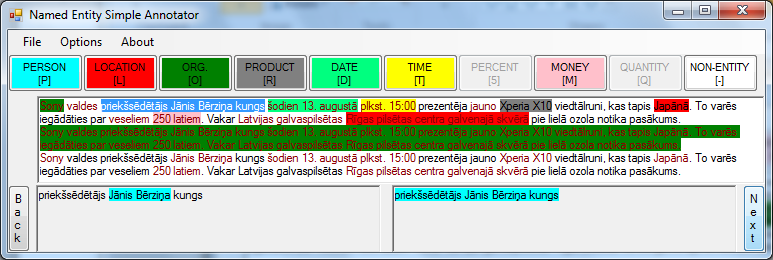 Named Entity Simple Annotator
File Options About
PERSON [P] LOCATION [L] ORG. [O] PRODUCT [R] DATE [D] TIME [T] PERCENT [5] MONEY [M] QUANTITY [Q] NON-ENTITY [-]
Sony valdes priekšsēdētājs Jānis Bērziņa kungs šodien 13. augustā plkst. 15:00 prezentēja jauno Xperia X10 viedtālruni, kas tapis Japānā. To varēs
iegādāties par veseliem 250 latiem. Vakar Latvijas galvaspilsētas Rīgas pilsētas centra galvenajā skvērā pie lielā ozola notika pasākums.
Sony valdes priekšsēdētājs Jānis Bērziņa kungs šodien 13. augustā plkst. 15:00 prezentēja jauno Xperia X10 viedtālruni, kas tapis Japānā. To varēs
iegādāties par veseliem 250 latiem. Vakar Latvijas galvaspilsētas Rīgas pilsētas centra galvenajā skvērā pie lielā ozola notika pasākums.
Sony valdes priekšsēdētājs Jānis Bērziņa kungs šodien 13. augustā plkst. 15:00 prezentēja jauno Xperia X10 viedtālruni, kas tapis Japānā. To varēs
iegādāties par veseliem 250 latiem. Vakar Latvijas galvaspilsētas Rīgas pilsētas centra galvenajā skvērā pie lielā ozola notika pasākums.
Back
priekšsēdētājs Jānis Bērziņa kungs
priekšsēdētājs Jānis Bērziņa kungs
Next